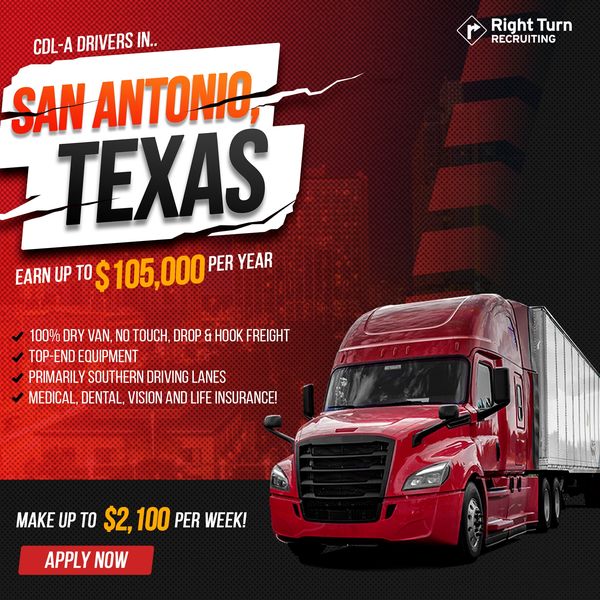 Right Turn
RECRUITING
CDL-A DRIVERS IN..
SAN ANTONIO,
TEXAS
EARN UP TO $105,000 PER YEAR
100% DRY VAN, NO TOUCH, DROP & HOOK FREIGHT
TOP-END EQUIPMENT
PRIMARILY SOUTHERN DRIVING LANES
MEDICAL, DENTAL, VISION AND LIFE INSURANCE!
MAKE UP TO $2,100 PER WEEK!
APPLY NOW